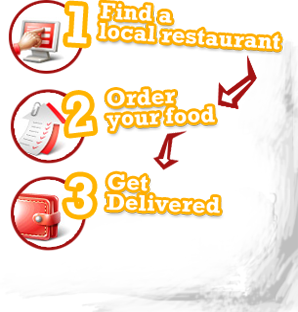 1 Find a
local restaurant
2 Order
your food
3 Get
Delivered